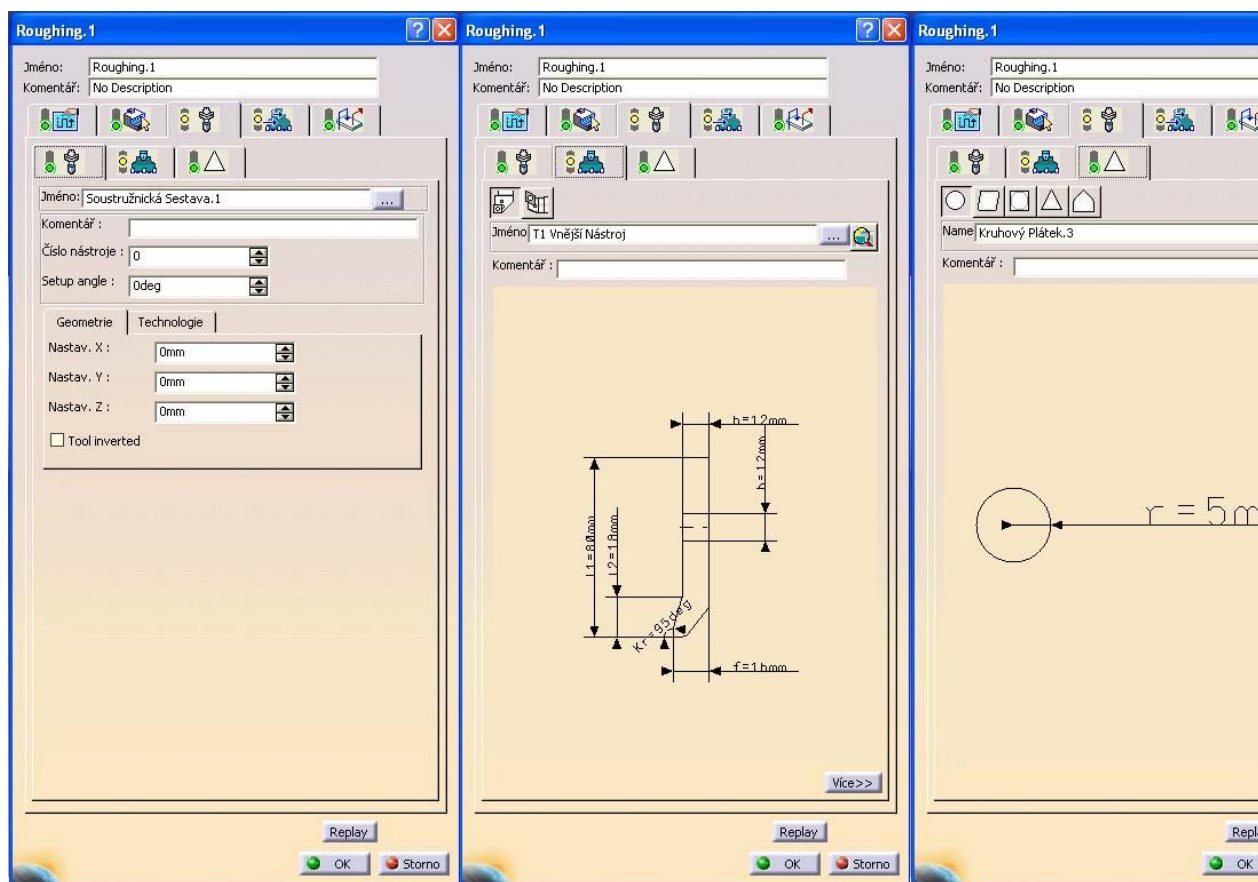 Roughing.1
Jméno: Roughing.1
Komentář: No Description
Jméno: Soustružnická Sestava.1 ...
Komentář :
Číslo nástroje : 0
Setup angle : 0deg
Geometrie Technologie
Nastav. X : 0mm
Nastav. Y : 0mm
Nastav. Z : 0mm
Tool inverted
Replay
OK Storno
Roughing.1
Jméno: Roughing.1
Komentář: No Description
Jméno T1 Vnější Nástroj ...
Komentář :
b=12mm
h=12mm
l1=80mm
l2=18mm
Kr=95deg
f=16mm
Více>>
Replay
OK Storno
Roughing.1
Jméno: Roughing.1
Komentář: No Description
Name Kruhový Plátek.3
Komentář :
r=5m
Repl
OK